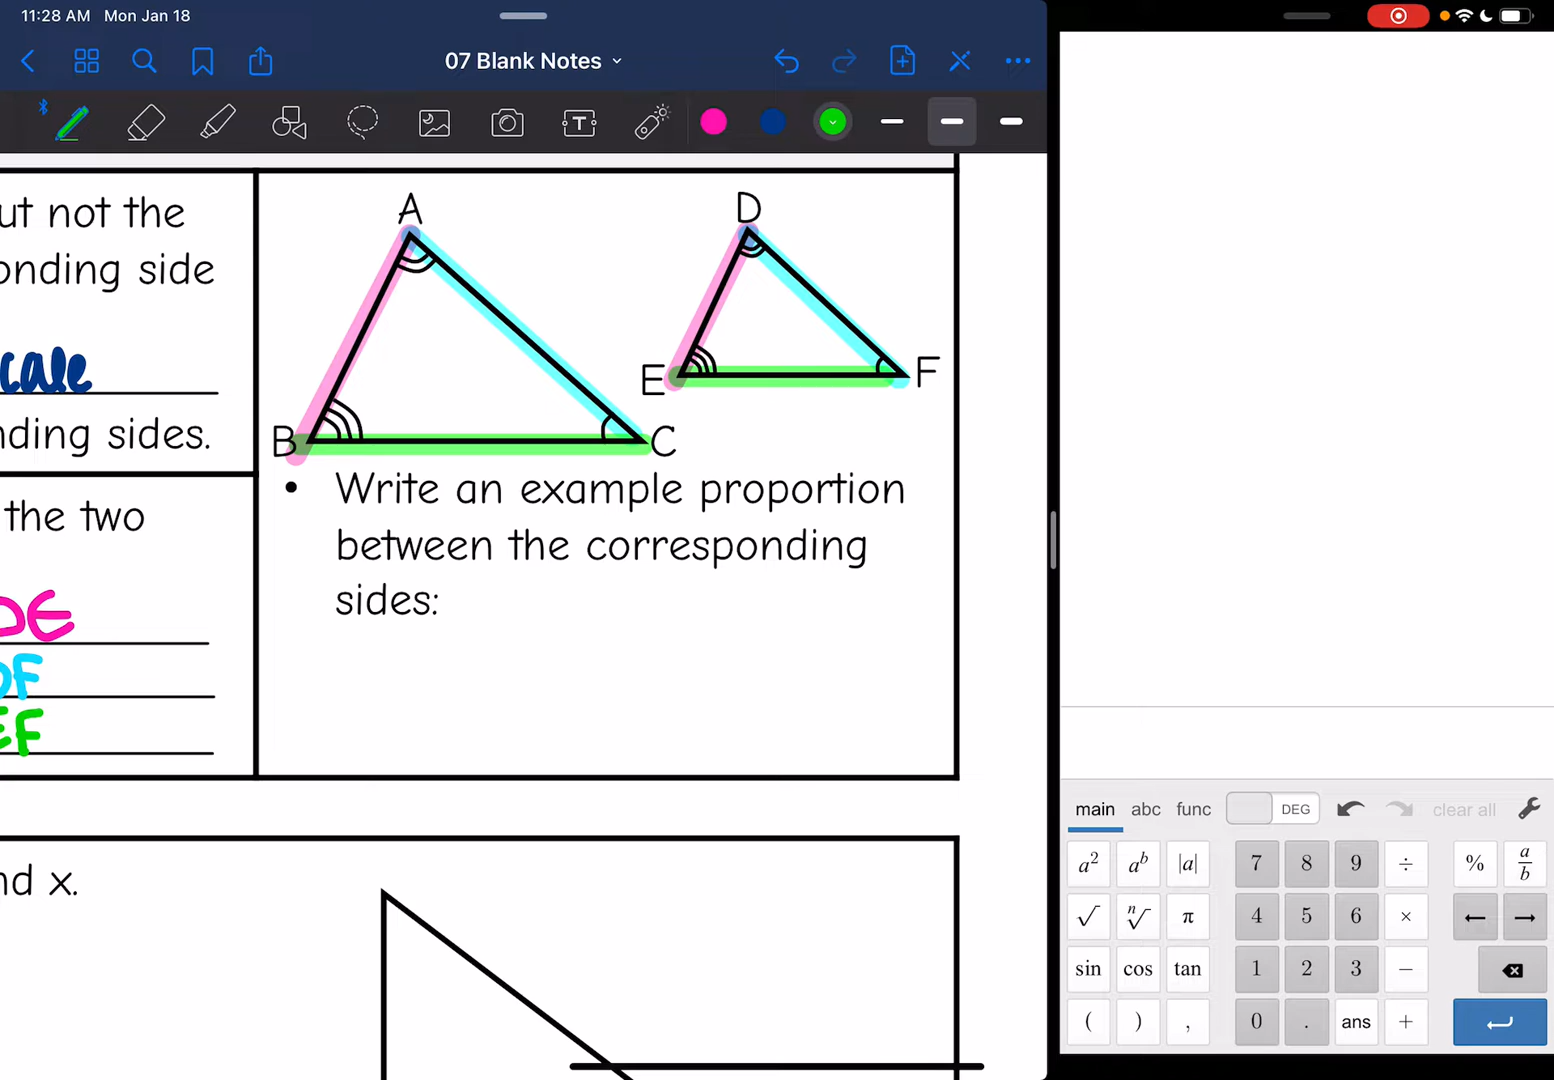 11:28 AM Mon Jan 18
07 Blank Notes
T
ut not the
onding side
cale
nding sides.
the two
DE
DF
EF
A
D
E
F
B
C
• Write an example proportion
between the corresponding
sides:
nd x.
main abc func DEG clear all
a² aᵇ |a| 7 8 9 ÷ % a/b
√ ⁿ√ π 4 5 6 × ← →
sin cos tan 1 2 3 −
( ) , 0 . ans +